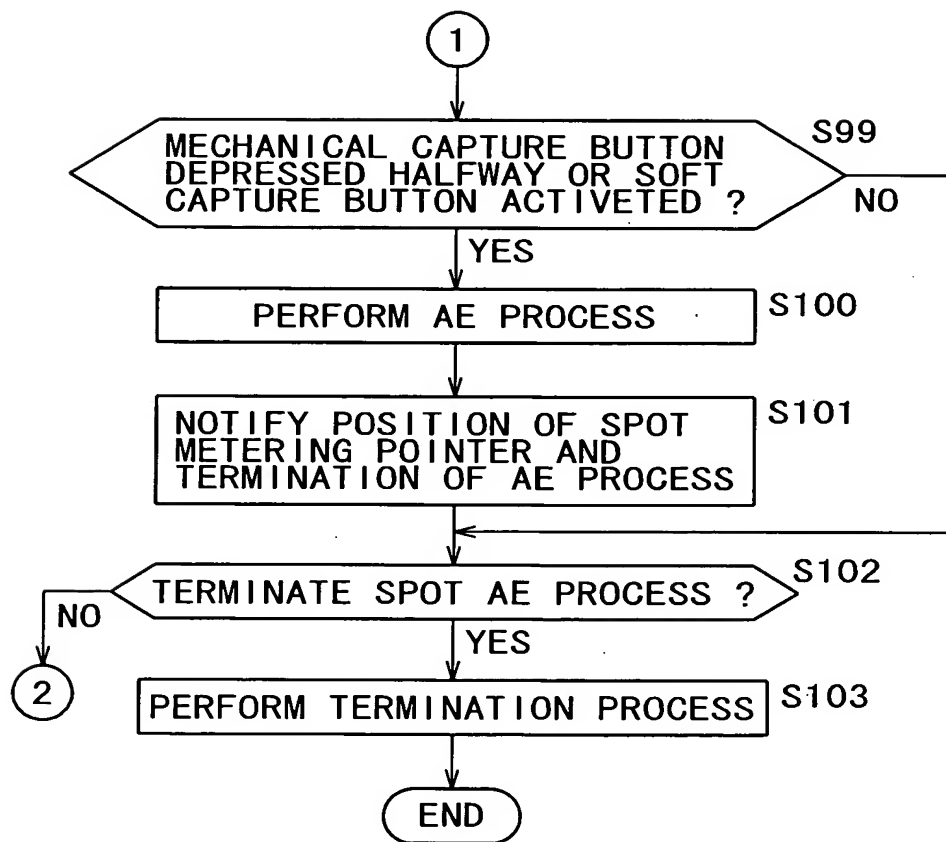 1
S99
MECHANICAL CAPTURE BUTTON
DEPRESSED HALFWAY OR SOFT
CAPTURE BUTTON ACTIVETED ?
NO
YES
PERFORM AE PROCESS
S100
NOTIFY POSITION OF SPOT
METERING POINTER AND
TERMINATION OF AE PROCESS
S101
TERMINATE SPOT AE PROCESS ?
S102
NO
YES
2
PERFORM TERMINATION PROCESS
S103
END